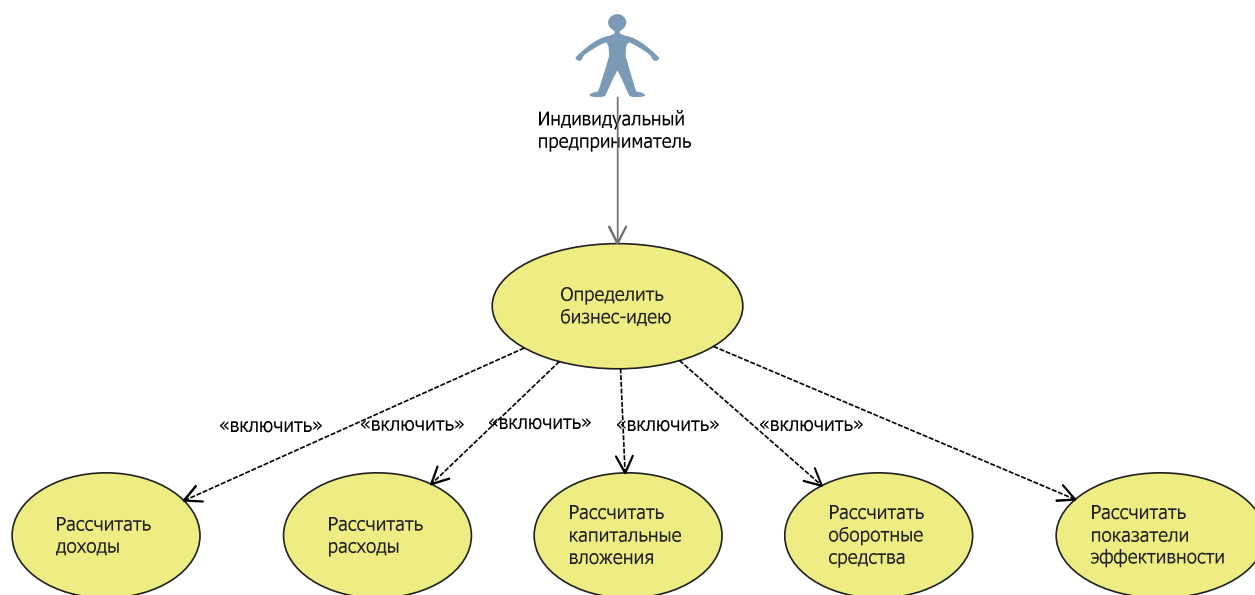 Индивидуальный
предприниматель
Определить
бизнес-идею
«включить»
«включить»
«включить»
«включить»
«включить»
Рассчитать
доходы
Рассчитать
расходы
Рассчитать
капитальные
вложения
Рассчитать
оборотные
средства
Рассчитать
показатели
эффективности